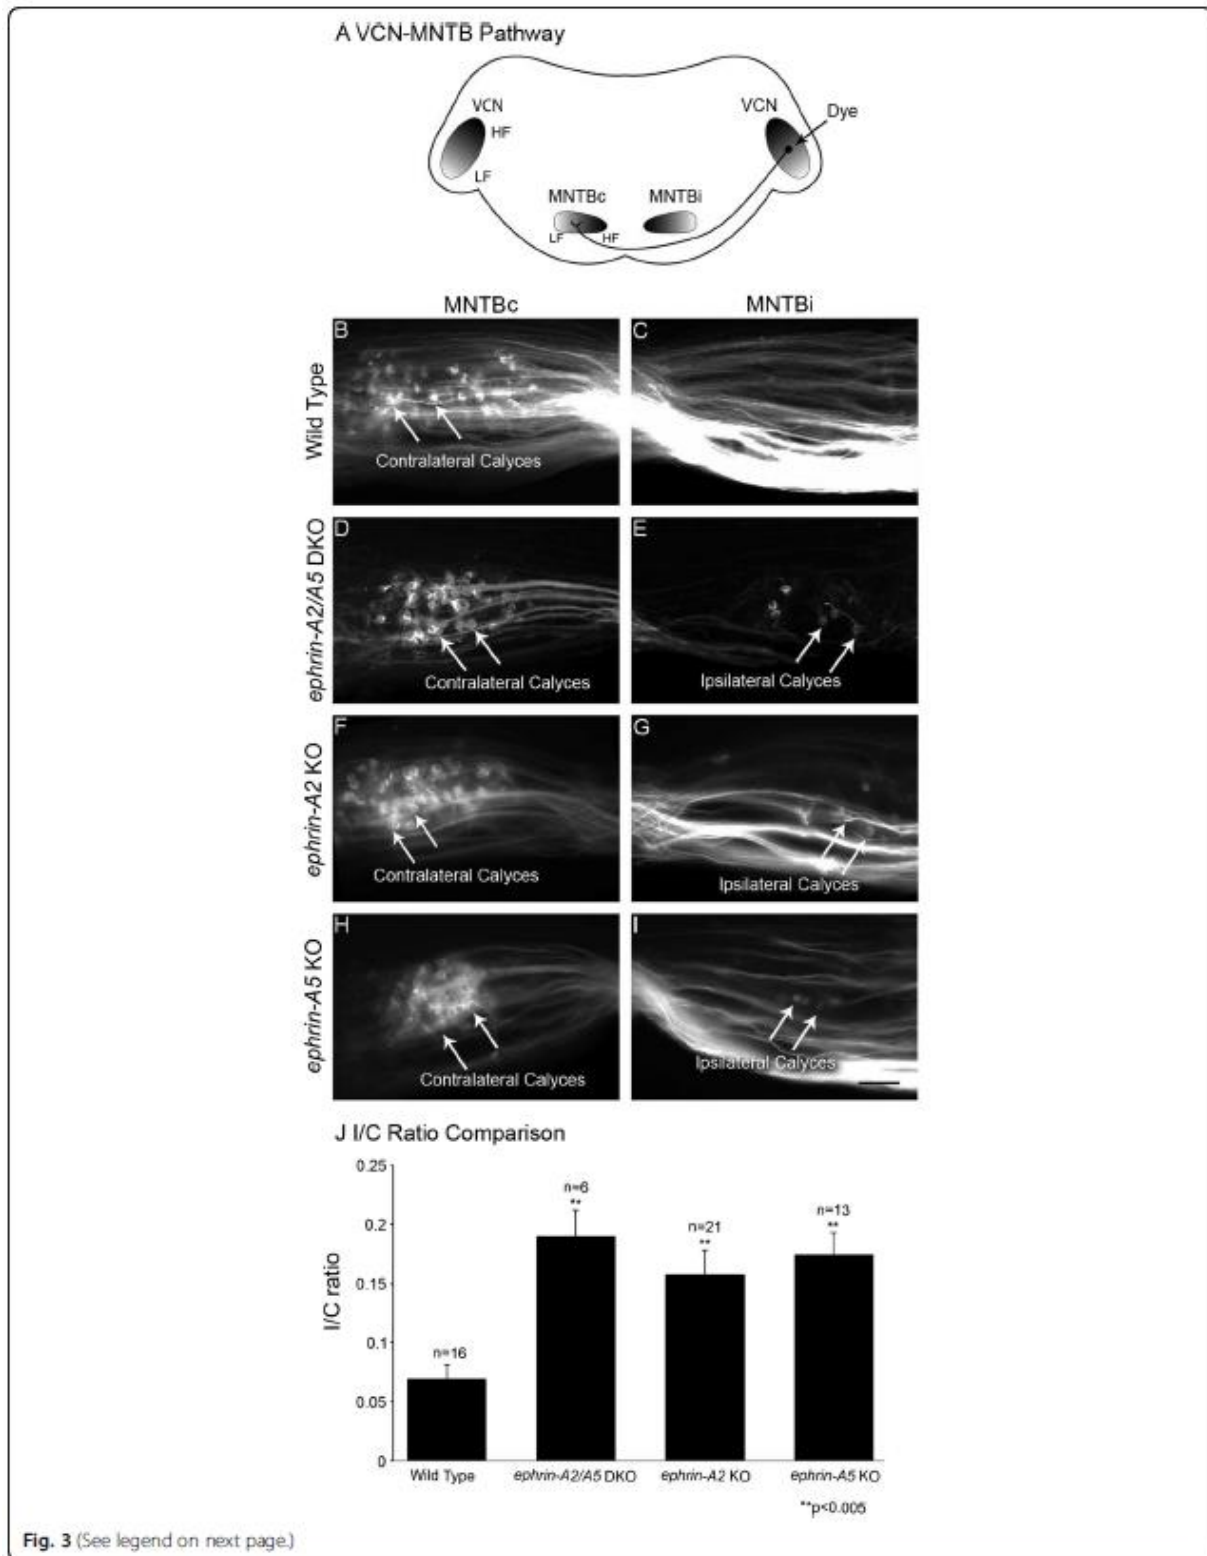 A VCN-MNTB Pathway
VCN
HF
LF
VCN
Dye
MNTBc
MNTBi
LF
HF
MNTBc
MNTBi
Wild Type
B
Contralateral Calyces
C
ephrin-A2/A5 DKO
D
Contralateral Calyces
E
Ipsilateral Calyces
ephrin-A2 KO
F
Contralateral Calyces
G
Ipsilateral Calyces
ephrin-A5 KO
H
Contralateral Calyces
I
Ipsilateral Calyces
J I/C Ratio Comparison
I/C ratio
0.25
0.2
0.15
0.1
0.05
0
n=16
n=6
**
n=21
**
n=13
**
Wild Type
ephrin-A2/A5 DKO
ephrin-A2 KO
ephrin-A5 KO
**p<0.005
Fig. 3 (See legend on next page.)